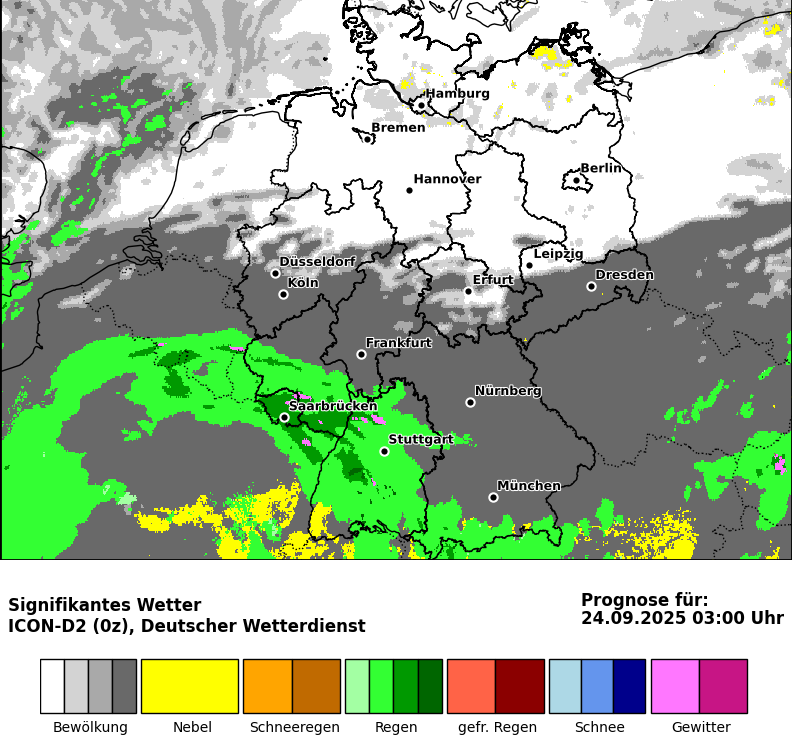 Hamburg
Bremen
Berlin
Hannover
Leipzig
Düsseldorf
Dresden
Köln
Erfurt
Frankfurt
Nürnberg
Saarbrücken
Stuttgart
München
Signifikantes Wetter
ICON-D2 (0z), Deutscher Wetterdienst
Prognose für:
24.09.2025 03:00 Uhr
Bewölkung
Nebel
Schneeregen
Regen
gefr. Regen
Schnee
Gewitter